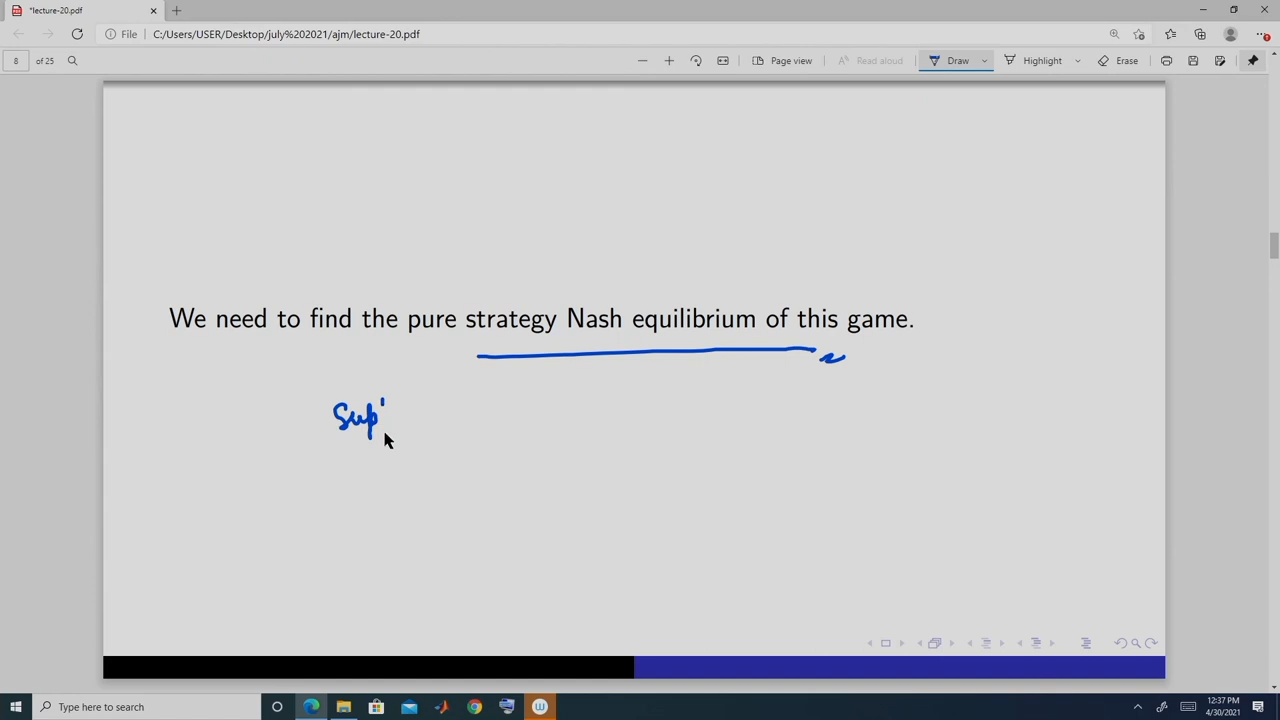 *lecture-20.pdf
File
C:/Users/USER/Desktop/july%202021/ajm/lecture-20.pdf
8 of 25
Page view
Read aloud
Draw
Highlight
Erase
We need to find the pure strategy Nash equilibrium of this game.
Sup'
Type here to search
12:37 PM
4/30/2021